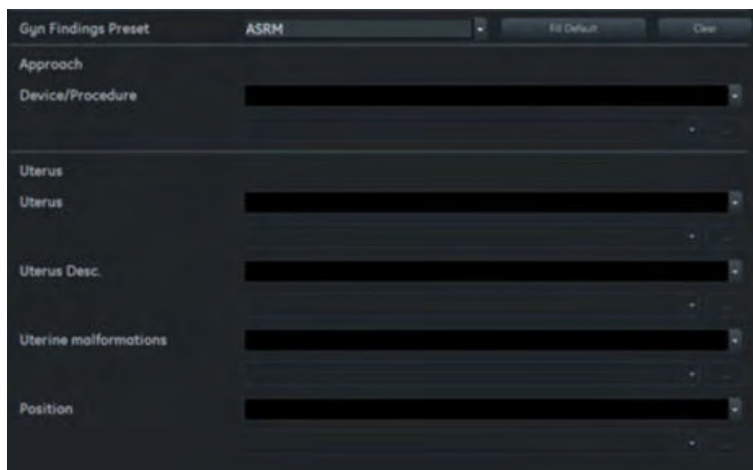 Gyn Findings Preset ASRM Fill Default Clear
Approach
Device/Procedure
Uterus
Uterus
Uterus Desc.
Uterine malformations
Position